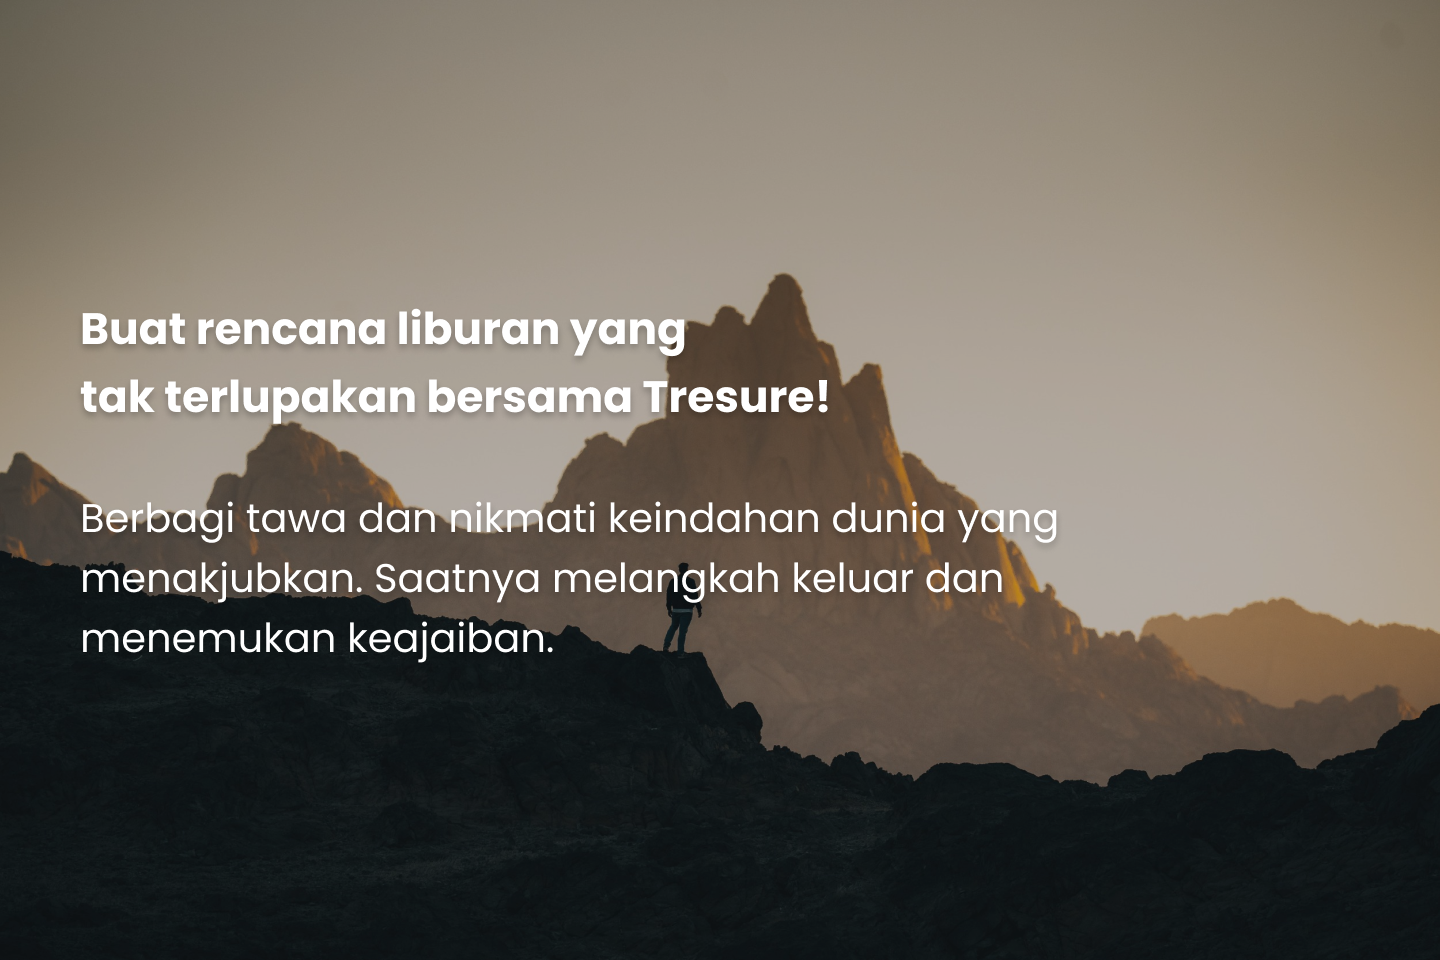 Buat rencana liburan yang
tak terlupakan bersama Tresure!
Berbagi tawa dan nikmati keindahan dunia yang
menakjubkan. Saatnya melangkah keluar dan
menemukan keajaiban.